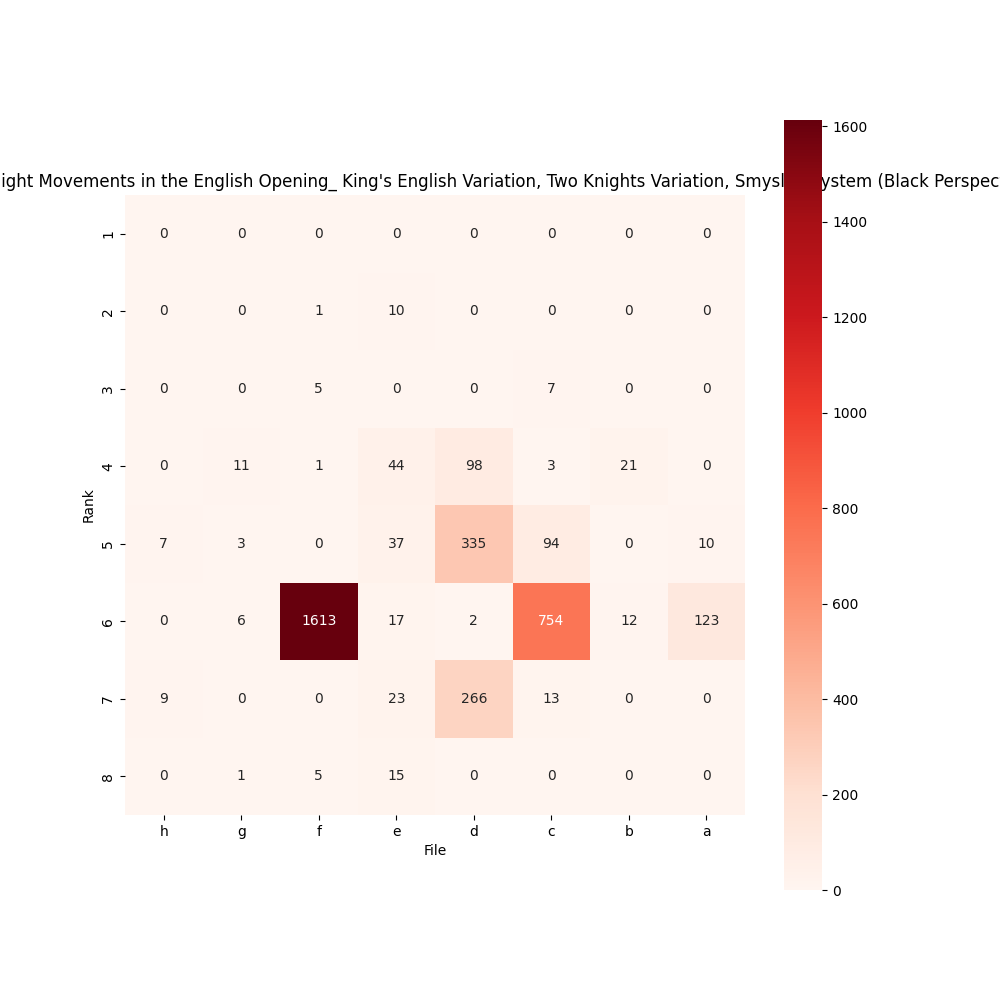 1600
ight Movements in the English Opening_ King's English Variation, Two Knights Variation, ystem (Black
1400
1 0 0 0 0 0 0 0 0
1200
2 0 0 1 10 0 0 0 0
3 0 0 5 0 0 7 0 0
1000
4 0 11 1 44 98 3 21 0
Rank
800
5 7 3 0 37 335 94 0 10
600
6 0 6 1613 17 2 754 12 123
400
7 9 0 0 23 266 13 0 0
200
8 0 1 5 15 0 0 0 0
h g f e d c b a
File
0